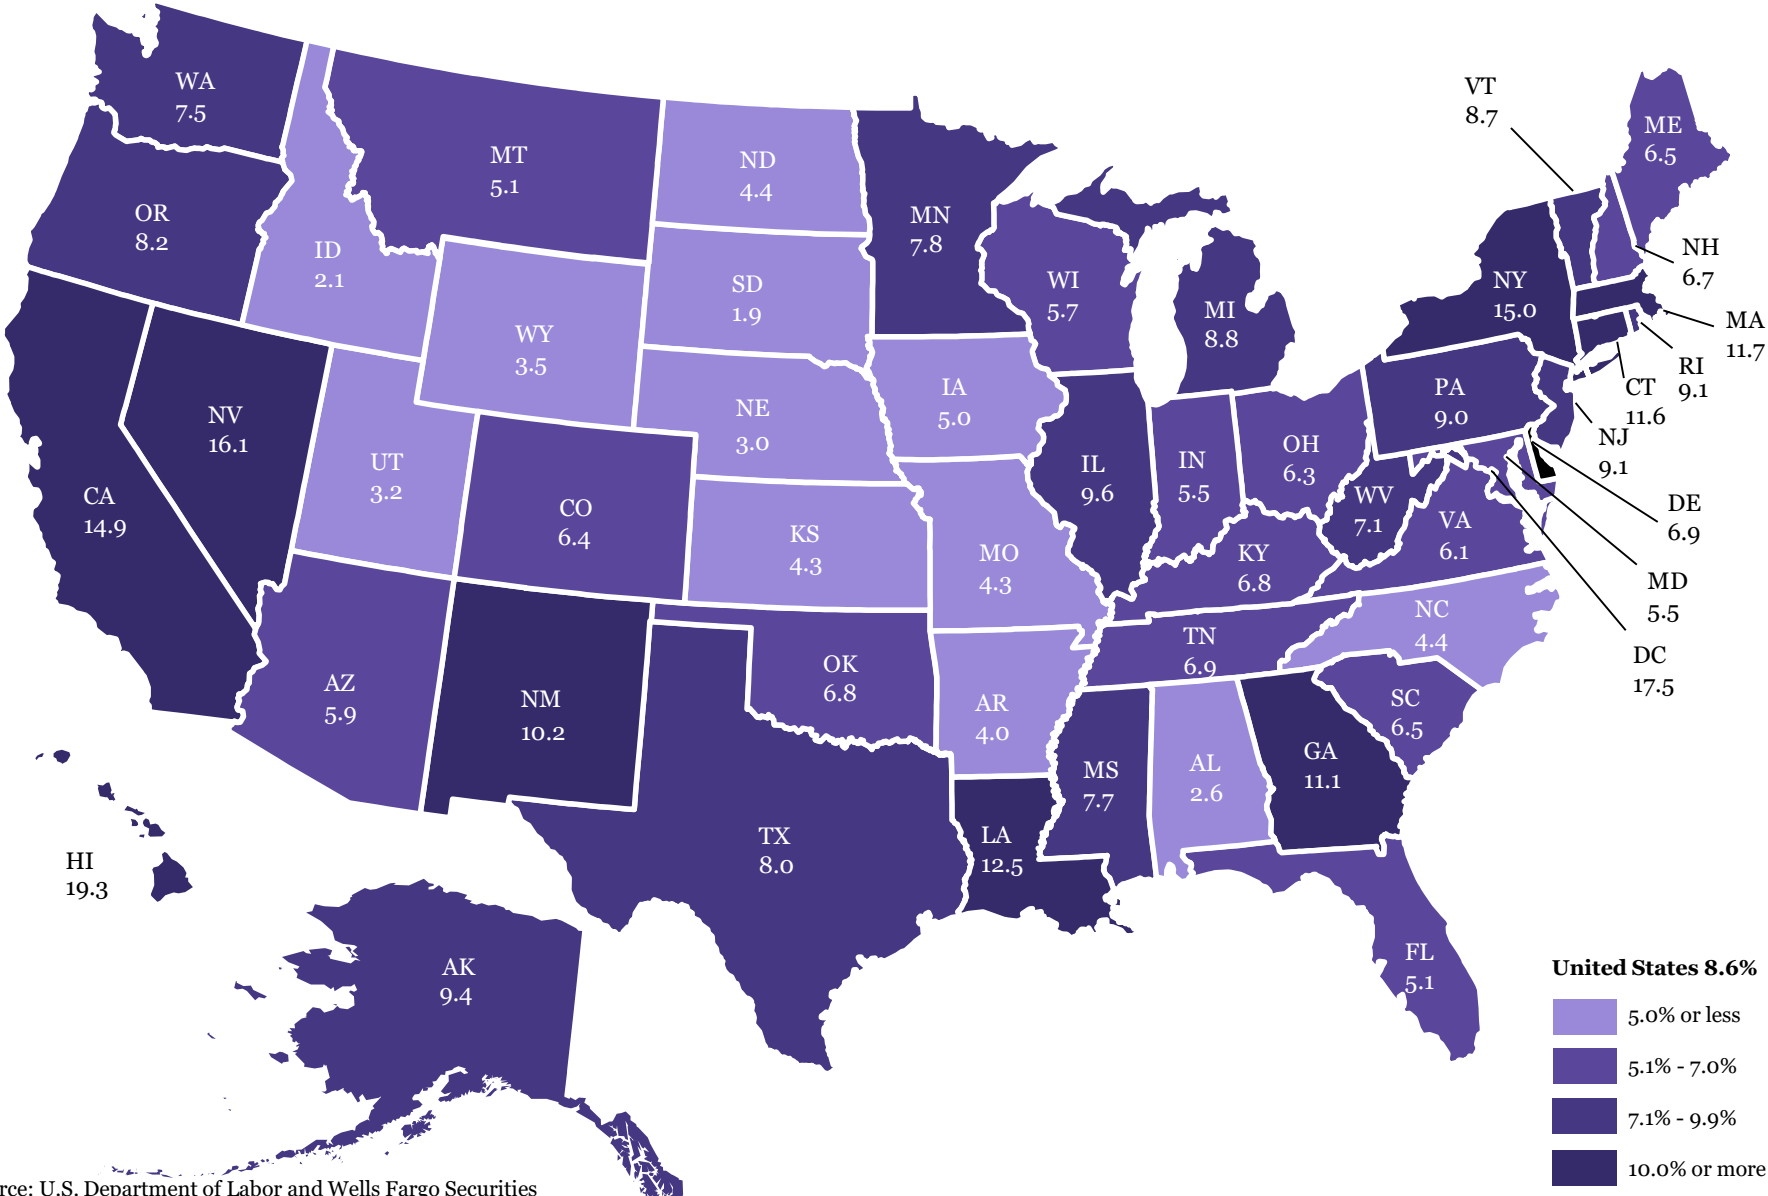 WA
7.5
OR
8.2
CA
14.9
NV
16.1
ID
2.1
MT
5.1
WY
3.5
UT
3.2
CO
6.4
AZ
5.9
NM
10.2
ND
4.4
SD
1.9
NE
3.0
KS
4.3
OK
6.8
TX
8.0
MN
7.8
IA
5.0
MO
4.3
AR
4.0
LA
12.5
WI
5.7
IL
9.6
MI
8.8
IN
5.5
OH
6.3
KY
6.8
TN
6.9
MS
7.7
AL
2.6
GA
11.1
FL
5.1
SC
6.5
NC
4.4
VA
6.1
WV
7.1
PA
9.0
NY
15.0
VT
8.7
ME
6.5
NH
6.7
MA
11.7
RI
9.1
CT
11.6
NJ
9.1
DE
6.9
MD
5.5
DC
17.5
HI
19.3
AK
9.4
United States 8.6%
5.0% or less
5.1% - 7.0%
7.1% - 9.9%
10.0% or more
rce: U.S. Department of Labor and Wells Fargo Securities